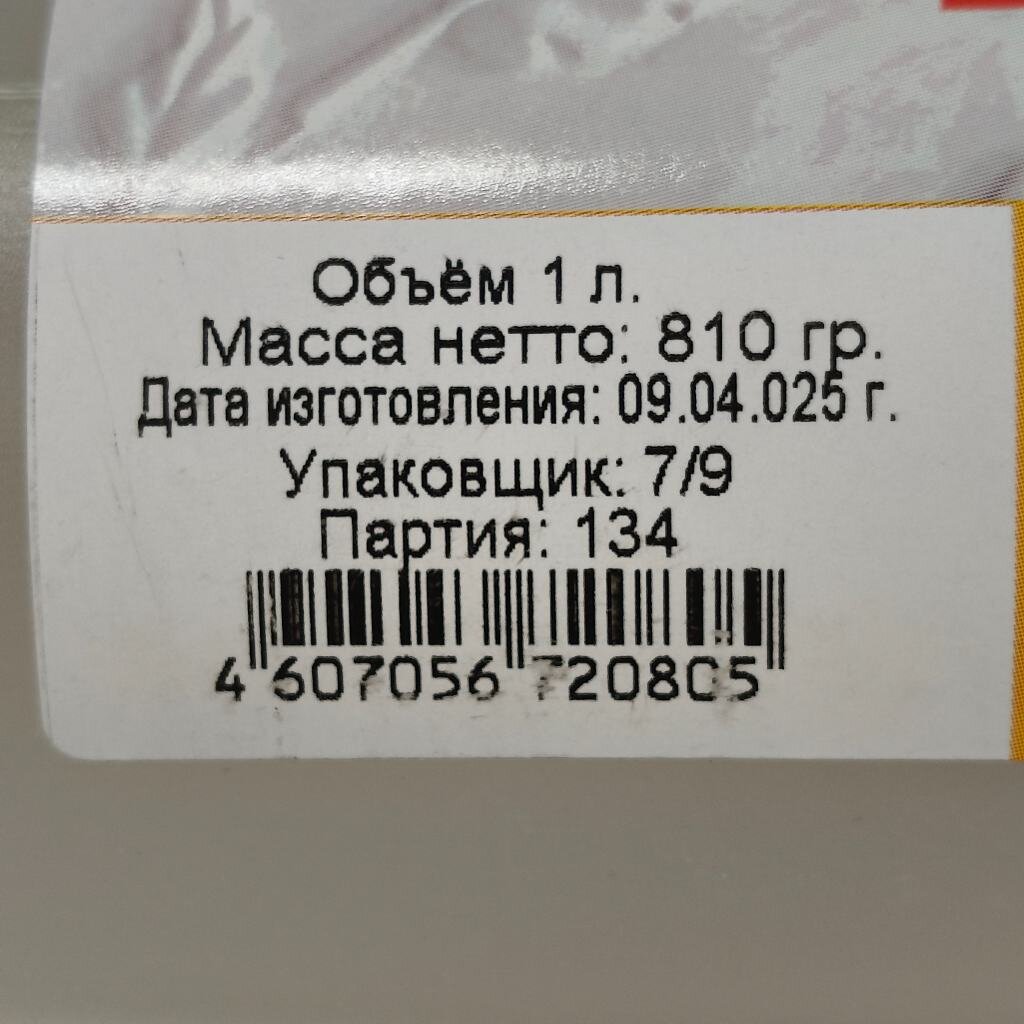 Объём 1 л.
Масса нетто: 810 гр.
Дата изготовления: 09.04.025 г.
Упаковщик: 7/9
Партия: 134
4 607056 720805